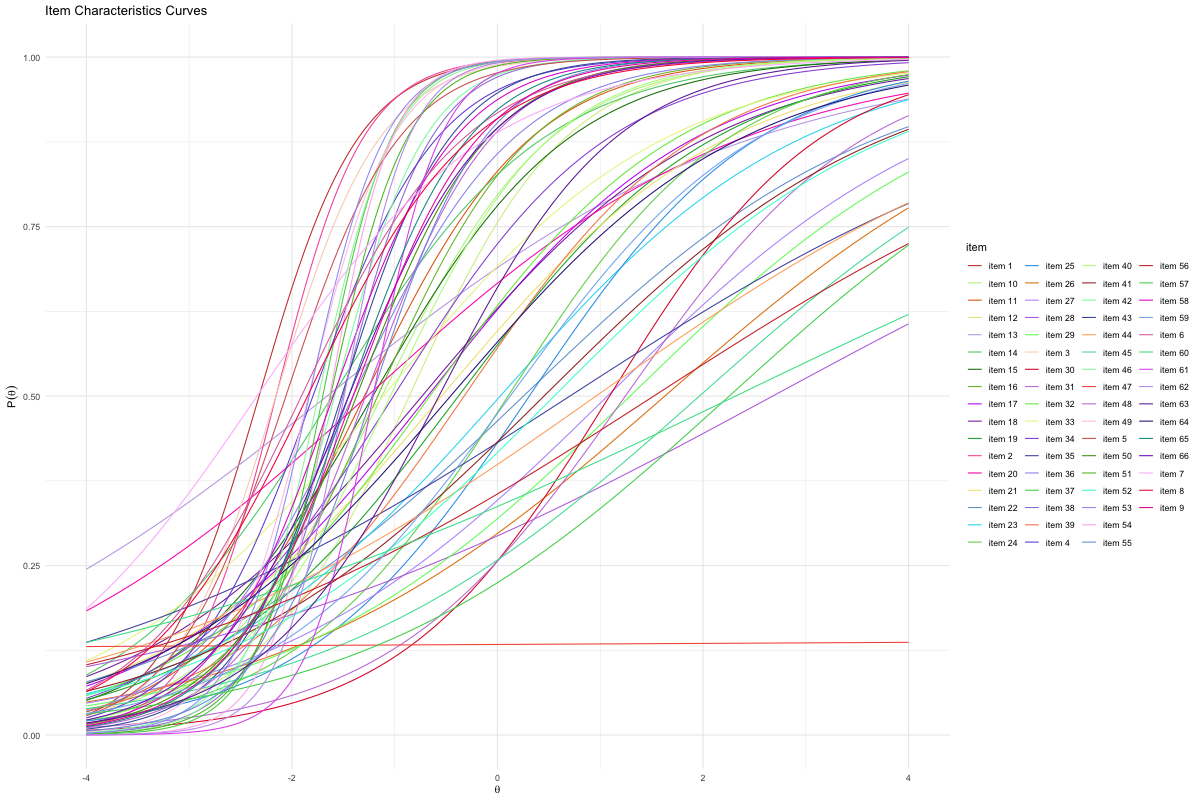 Item Characteristics Curves
1.00
0.75
0.50
0.25
0.00
P(θ)
-4 -2 0 2 4
θ
item
item 1 item 25 item 40 item 56
item 10 item 26 item 41 item 57
item 11 item 27 item 42 item 58
item 12 item 28 item 43 item 59
item 13 item 29 item 44 item 6
item 14 item 3 item 45 item 60
item 15 item 30 item 46 item 61
item 16 item 31 item 47 item 62
item 17 item 32 item 48 item 63
item 18 item 33 item 49 item 64
item 19 item 34 item 5 item 65
item 2 item 35 item 50 item 66
item 20 item 36 item 51 item 7
item 21 item 37 item 52 item 8
item 22 item 38 item 53 item 9
item 23 item 39 item 54
item 24 item 4 item 55